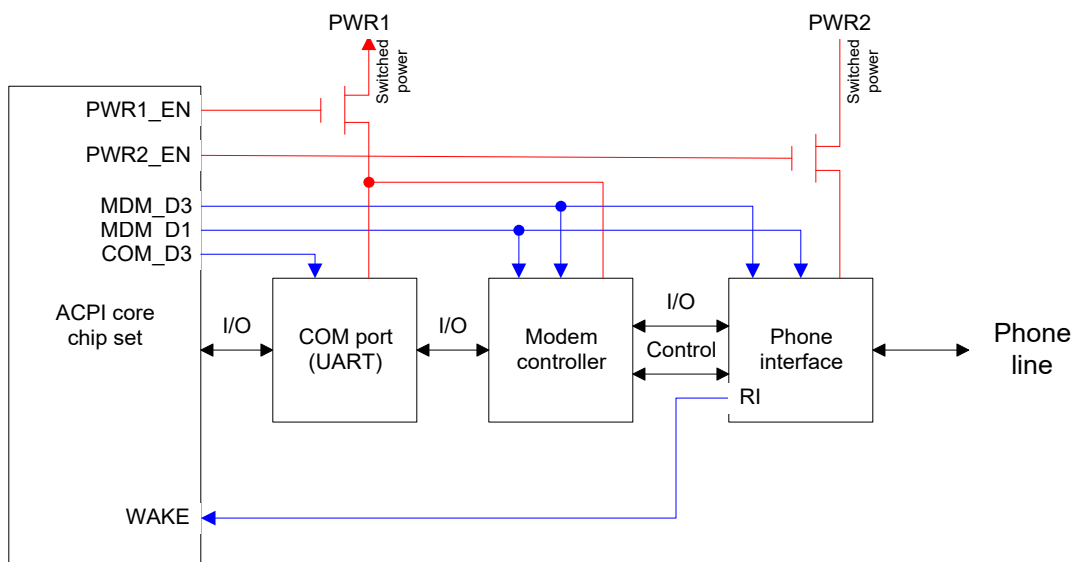 PWR1
PWR2
Switched
power
Switched
power
PWR1_EN
PWR2_EN
MDM_D3
MDM_D1
COM_D3
ACPI core
chip set
I/O
COM port
(UART)
I/O
Modem
controller
I/O
Control
Phone
interface
RI
Phone
line
WAKE